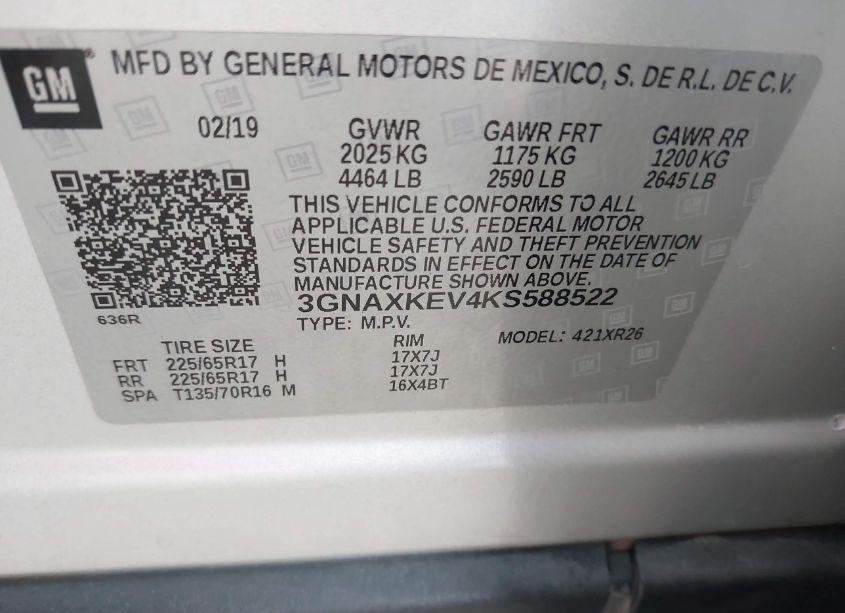 GM ® MFD BY GENERAL MOTORS DE MEXICO, S. DE R.L. DE C.V.
02/19 GVWR GAWR FRT GAWR RR
2025 KG 1175 KG 1200 KG
4464 LB 2590 LB 2645 LB
THIS VEHICLE CONFORMS TO ALL
APPLICABLE U.S. FEDERAL MOTOR
VEHICLE SAFETY AND THEFT PREVENTION
STANDARDS IN EFFECT ON THE DATE OF
MANUFACTURE SHOWN ABOVE.
3GNAXKEV4KS588522
636R TYPE: M.P.V. MODEL: 421XR26
TIRE SIZE RIM
FRT 225/65R17 H 17X7J
RR 225/65R17 H 17X7J
SPA T135/70R16 M 16X4BT